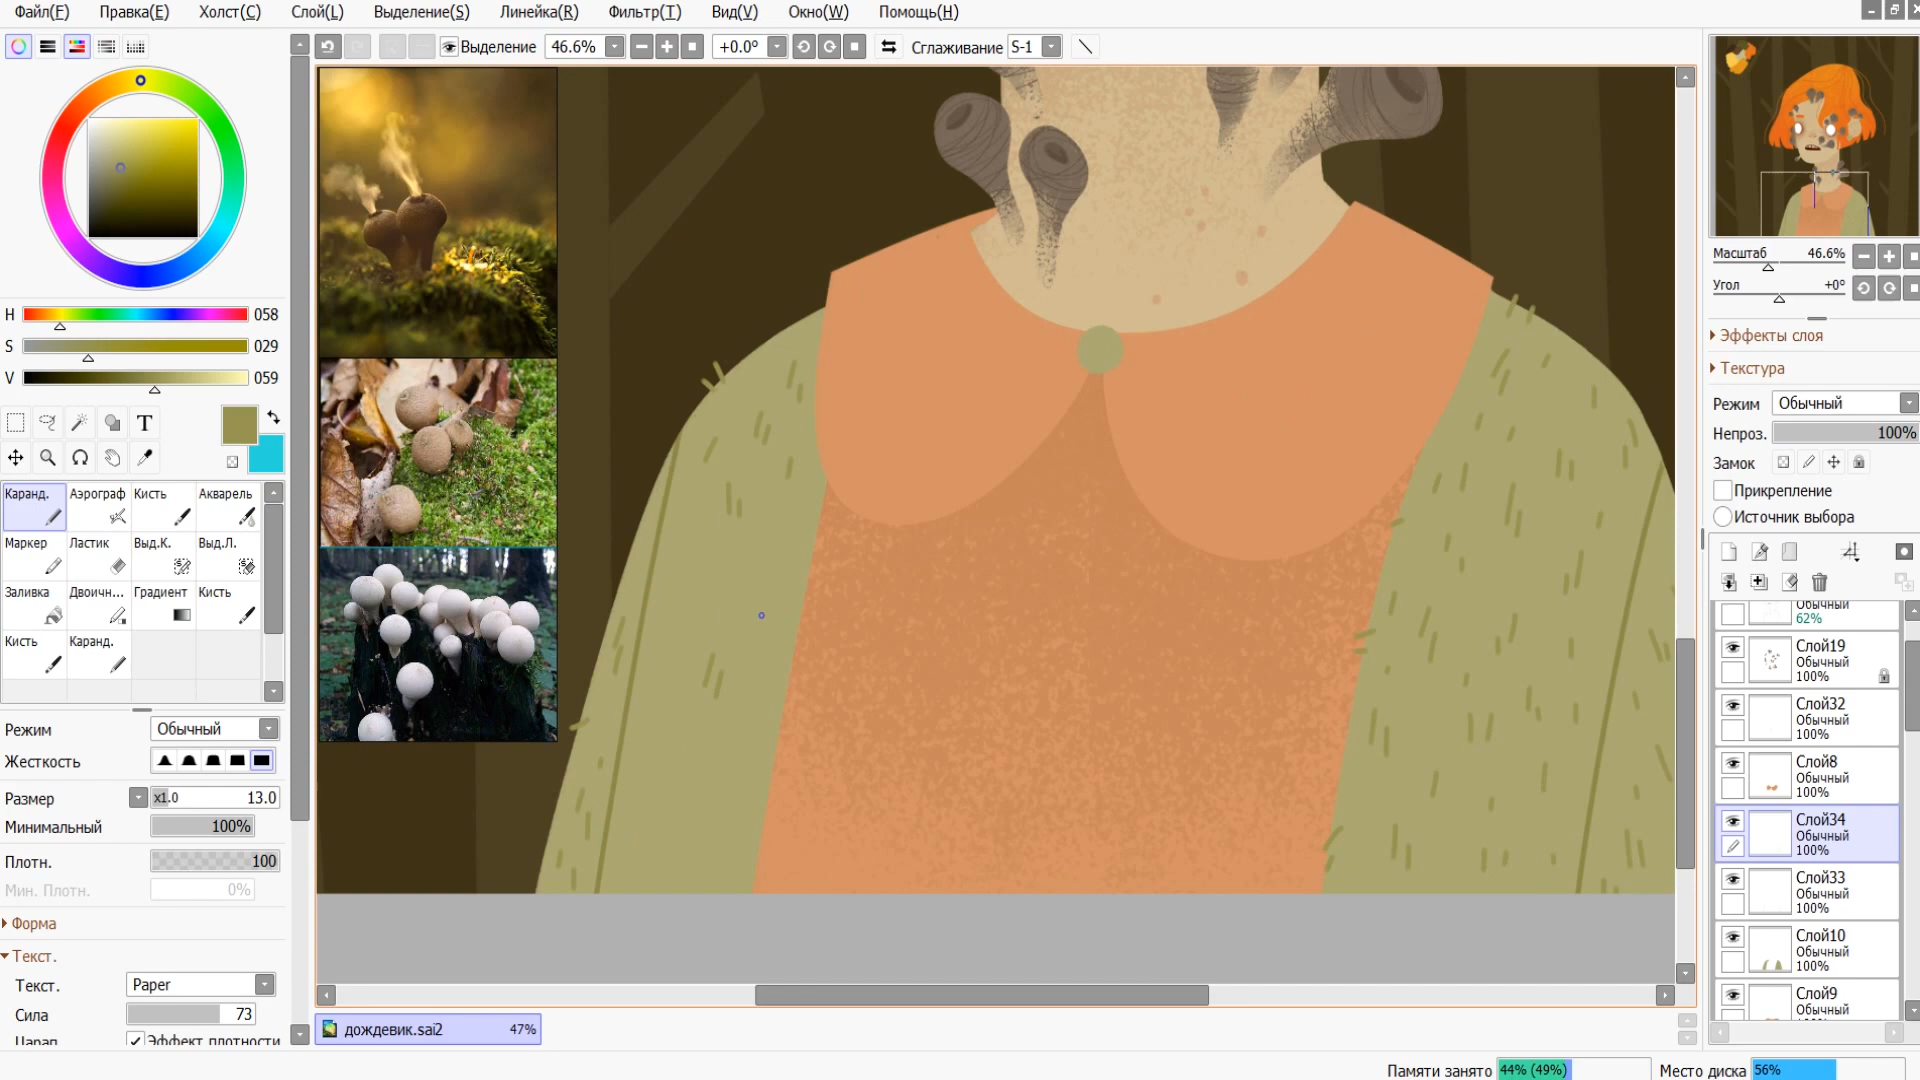 Файл(F) Правка(E) Холст(C) Слой(L) Выделение(S) Линейка(R) Фильтр(T) Вид(V) Окно(W) Помощь(H)
Выделение 46.6% +0.0° Сглаживание S-1
H 058
S 029
V 059
T
Каранд. Аэрограф Кисть Акварель
Маркер Ластик Выд.К. Выд.Л.
Заливка Двоичн... Градиент Кисть
Кисть Каранд.
Режим Обычный
Жесткость
Размер x1.0 13.0
Минимальный 100%
Плотн. 100
Мин. Плотн. 0%
Форма
Текст.
Текст. Paper
Сила 73
Царап. Эффект плотности
дождевик.sai2 47%
Масштаб 46.6%
Угол +0°
Эффекты слоя
Текстура
Режим Обычный
Непроз. 100%
Замок
Прикрепление
Источник выбора
Обычный
62%
Слой19
Обычный
100%
Слой32
Обычный
100%
Слой8
Обычный
100%
Слой34
Обычный
100%
Слой33
Обычный
100%
Слой10
Обычный
100%
Слой9
Обычный
Памяти занято 44% (49%) Место диска 56%